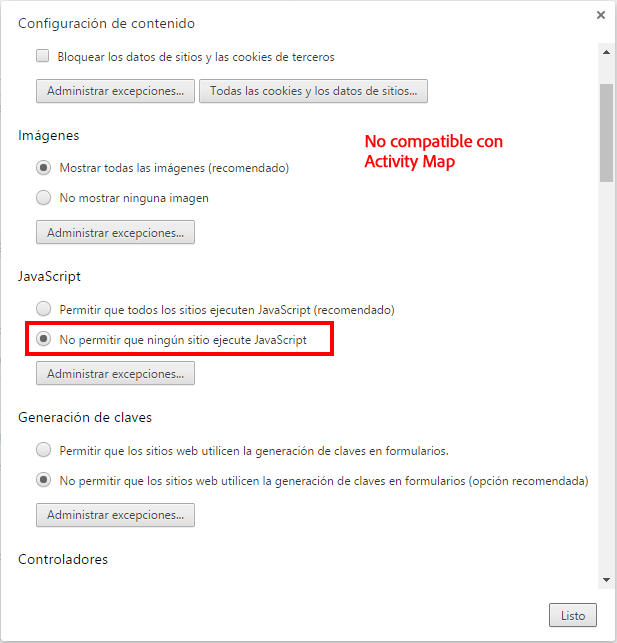 Configuración de contenido
Bloquear los datos de sitios y las cookies de terceros
Administrar excepciones... Todas las cookies y los datos de sitios...
Imágenes
No compatible con
Activity Map
Mostrar todas las imágenes (recomendado)
No mostrar ninguna imagen
Administrar excepciones...
JavaScript
Permitir que todos los sitios ejecuten JavaScript (recomendado)
No permitir que ningún sitio ejecute JavaScript
Administrar excepciones...
Generación de claves
Permitir que los sitios web utilicen la generación de claves en formularios.
No permitir que los sitios web utilicen la generación de claves en formularios (opción recomendada)
Administrar excepciones...
Controladores
Listo